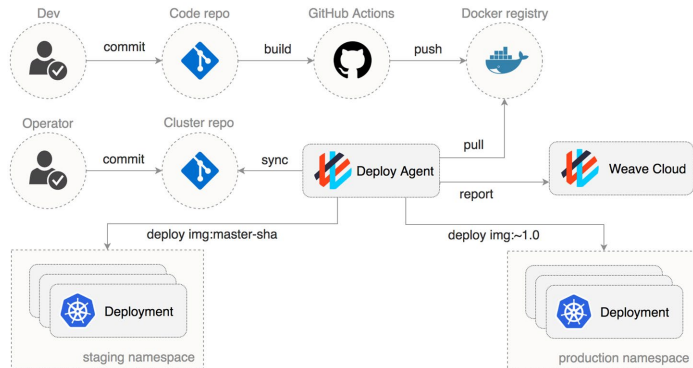 Dev
Code repo
GitHub Actions
Docker registry
commit
build
push
Operator
Cluster repo
commit
sync
Deploy Agent
pull
report
Weave Cloud
deploy img:master-sha
deploy img:~1.0
Deployment
Deployment
staging namespace
production namespace